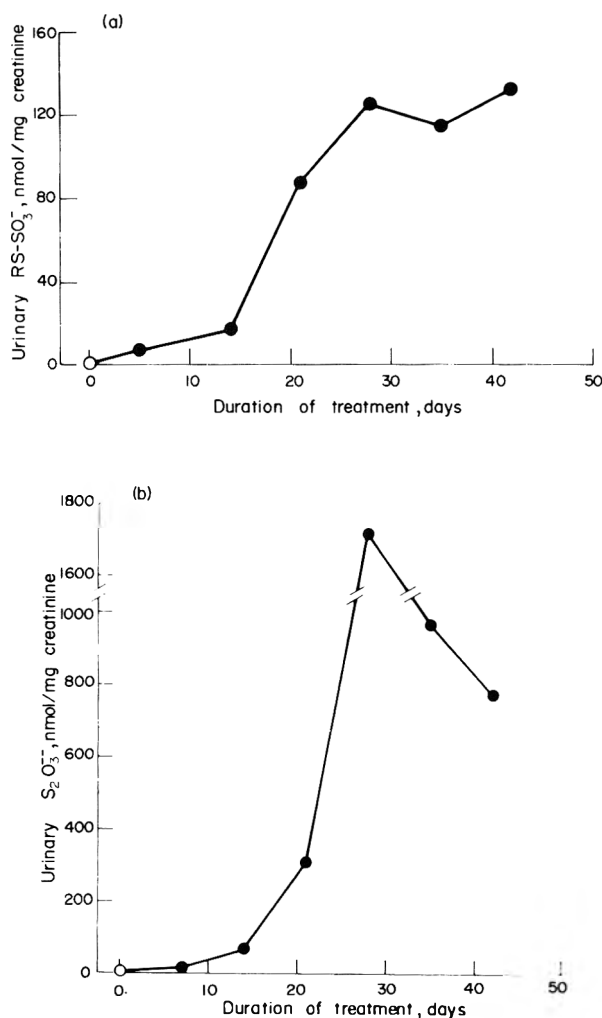 (a)
160
120
80
40
0
Urinary RS-SO₃⁻, nmol/mg creatinine
0 10 20 30 40 50
Duration of treatment, days
(b)
1800
1600
1000
800
600
400
200
0
Urinary S₂O₃⁻⁻, nmol/mg creatinine
0. 10 20 30 40 50
Duration of treatment, days